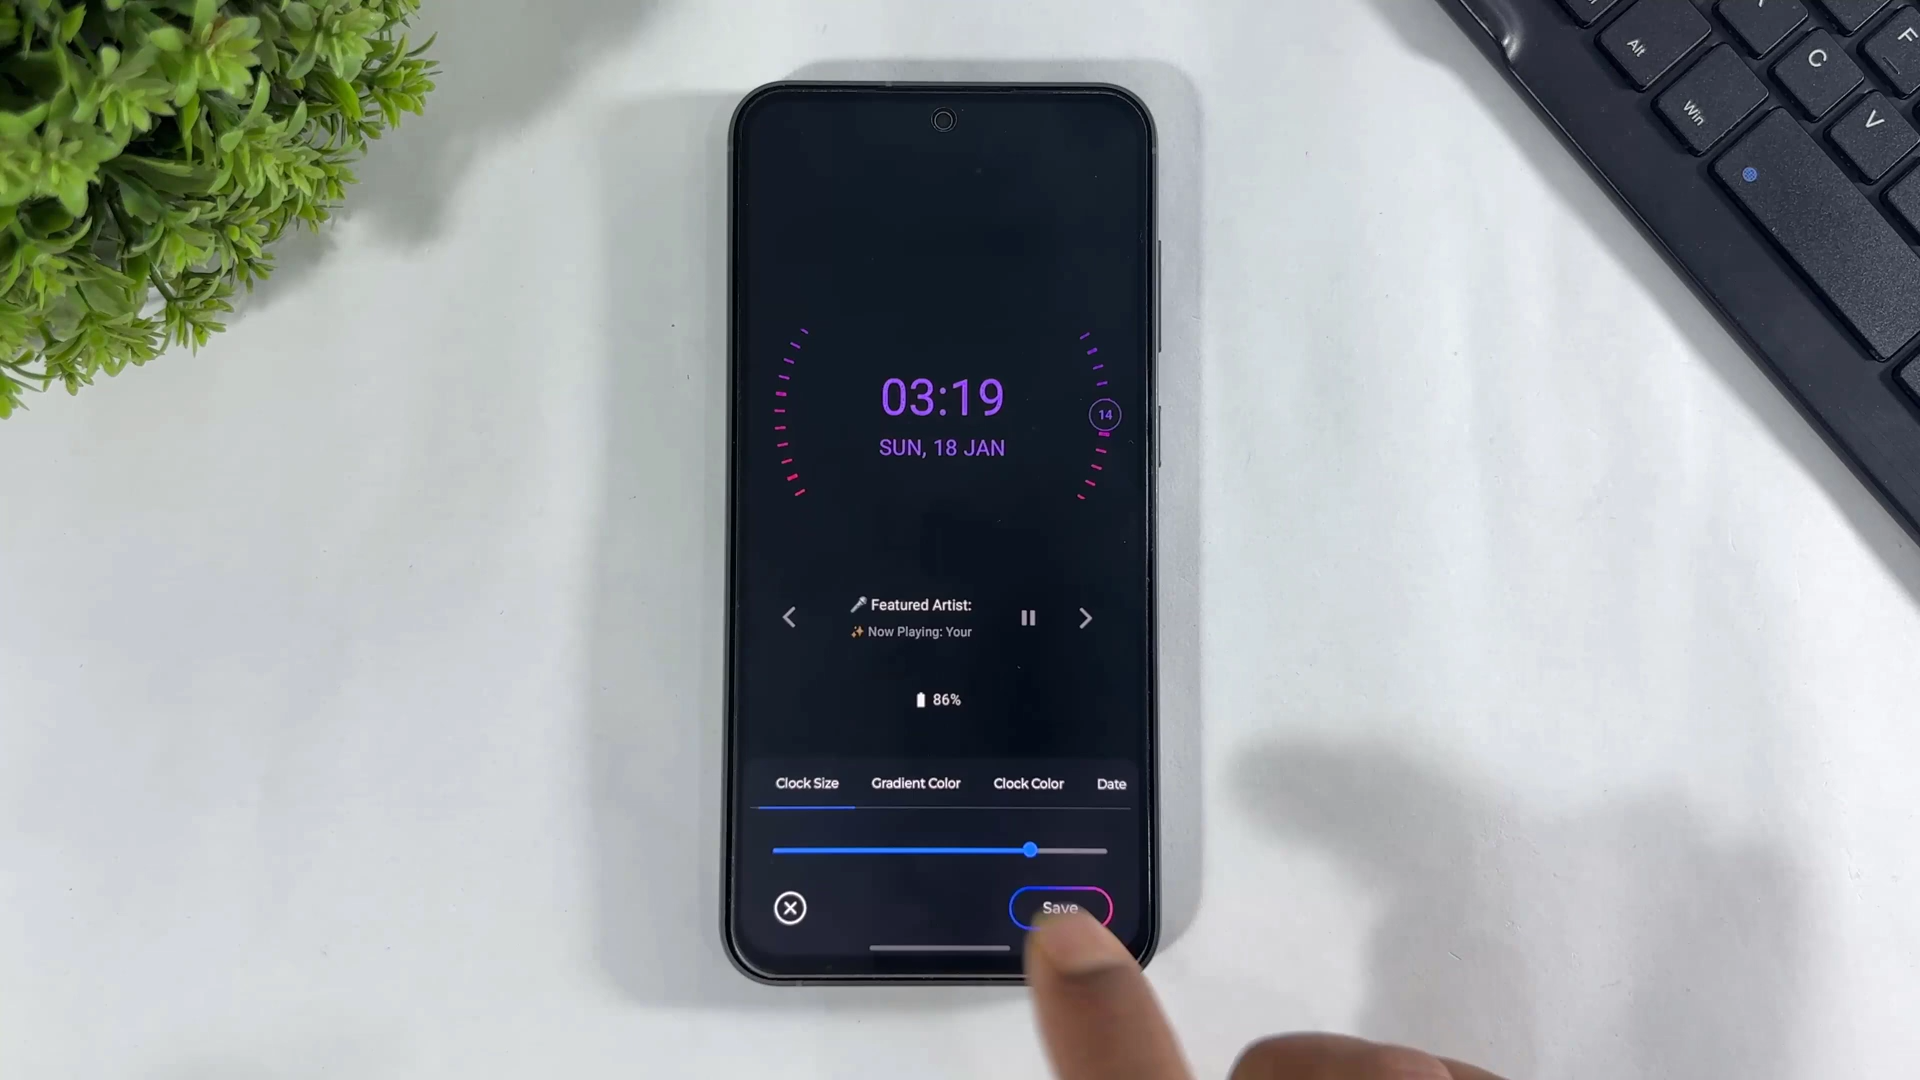 03:19
SUN, 18 JAN
14
🎤 Featured Artist:
✨ Now Playing: Your
86%
Clock Size
Gradient Color
Clock Color
Date
Save
Alt
Win
C
V
F